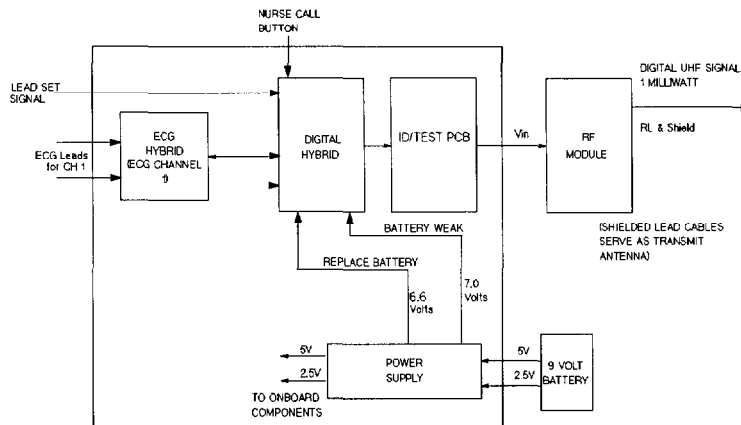 NURSE CALL
BUTTON
LEAD SET
SIGNAL
ECG Leads
for CH 1
ECG
HYBRID
(ECG CHANNEL
1)
DIGITAL
HYBRID
ID/TEST PCB
Vin
RF
MODULE
DIGITAL UHF SIGNAL
1 MILLIWATT
RL & Shield
(SHIELDED LEAD CABLES
SERVE AS TRANSMIT
ANTENNA)
BATTERY WEAK
REPLACE BATTERY
6.6
Volts
7.0
Volts
5V
2.5V
TO ONBOARD
COMPONENTS
POWER
SUPPLY
5V
2.5V
9 VOLT
BATTERY